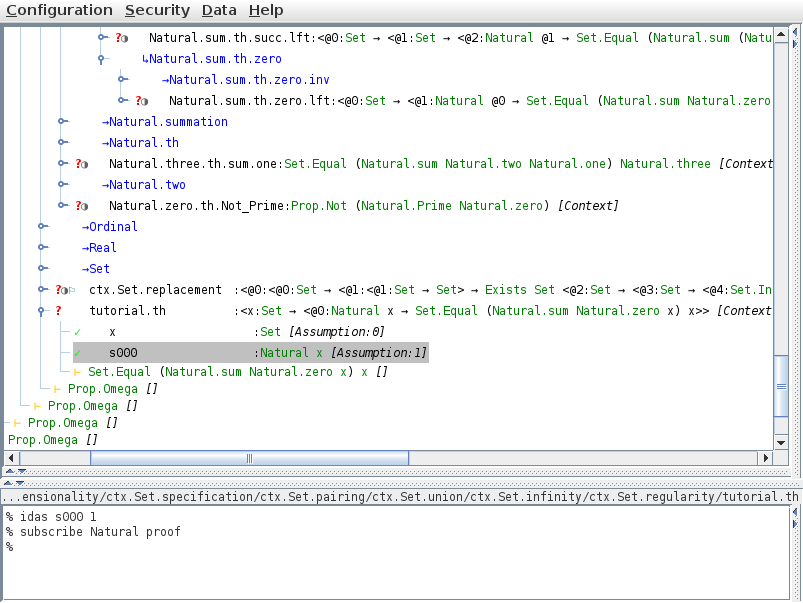 Configuration Security Data Help
?◑ Natural.sum.th.succ.lft:<@0:Set → <@1:Set → <@2:Natural @1 → Set.Equal (Natural.sum (Natu
↳Natural.sum.th.zero
→Natural.sum.th.zero.inv
?◑ Natural.sum.th.zero.lft:<@0:Set → <@1:Natural @0 → Set.Equal (Natural.sum Natural.zero
→Natural.summation
→Natural.th
?◑ Natural.three.th.sum.one:Set.Equal (Natural.sum Natural.two Natural.one) Natural.three [Context
→Natural.two
?◑ Natural.zero.th.Not_Prime:Prop.Not (Natural.Prime Natural.zero) [Context]
→Ordinal
→Real
→Set
?◑⚐ ctx.Set.replacement :<@0:<@0:Set → <@1:<@1:Set → Set> → Exists Set <@2:Set → <@3:Set → <@4:Set.In
? tutorial.th :<x:Set → <@0:Natural x → Set.Equal (Natural.sum Natural.zero x) x>> [Context
✓ x :Set [Assumption:0]
✓ s000 :Natural x [Assumption:1]
⊢ Set.Equal (Natural.sum Natural.zero x) x []
⊢ Prop.Omega []
⊢ Prop.Omega []
⊢ Prop.Omega []
Prop.Omega []
...ensionality/ctx.Set.specification/ctx.Set.pairing/ctx.Set.union/ctx.Set.infinity/ctx.Set.regularity/tutorial.th
% idas s000 1
% subscribe Natural proof
%